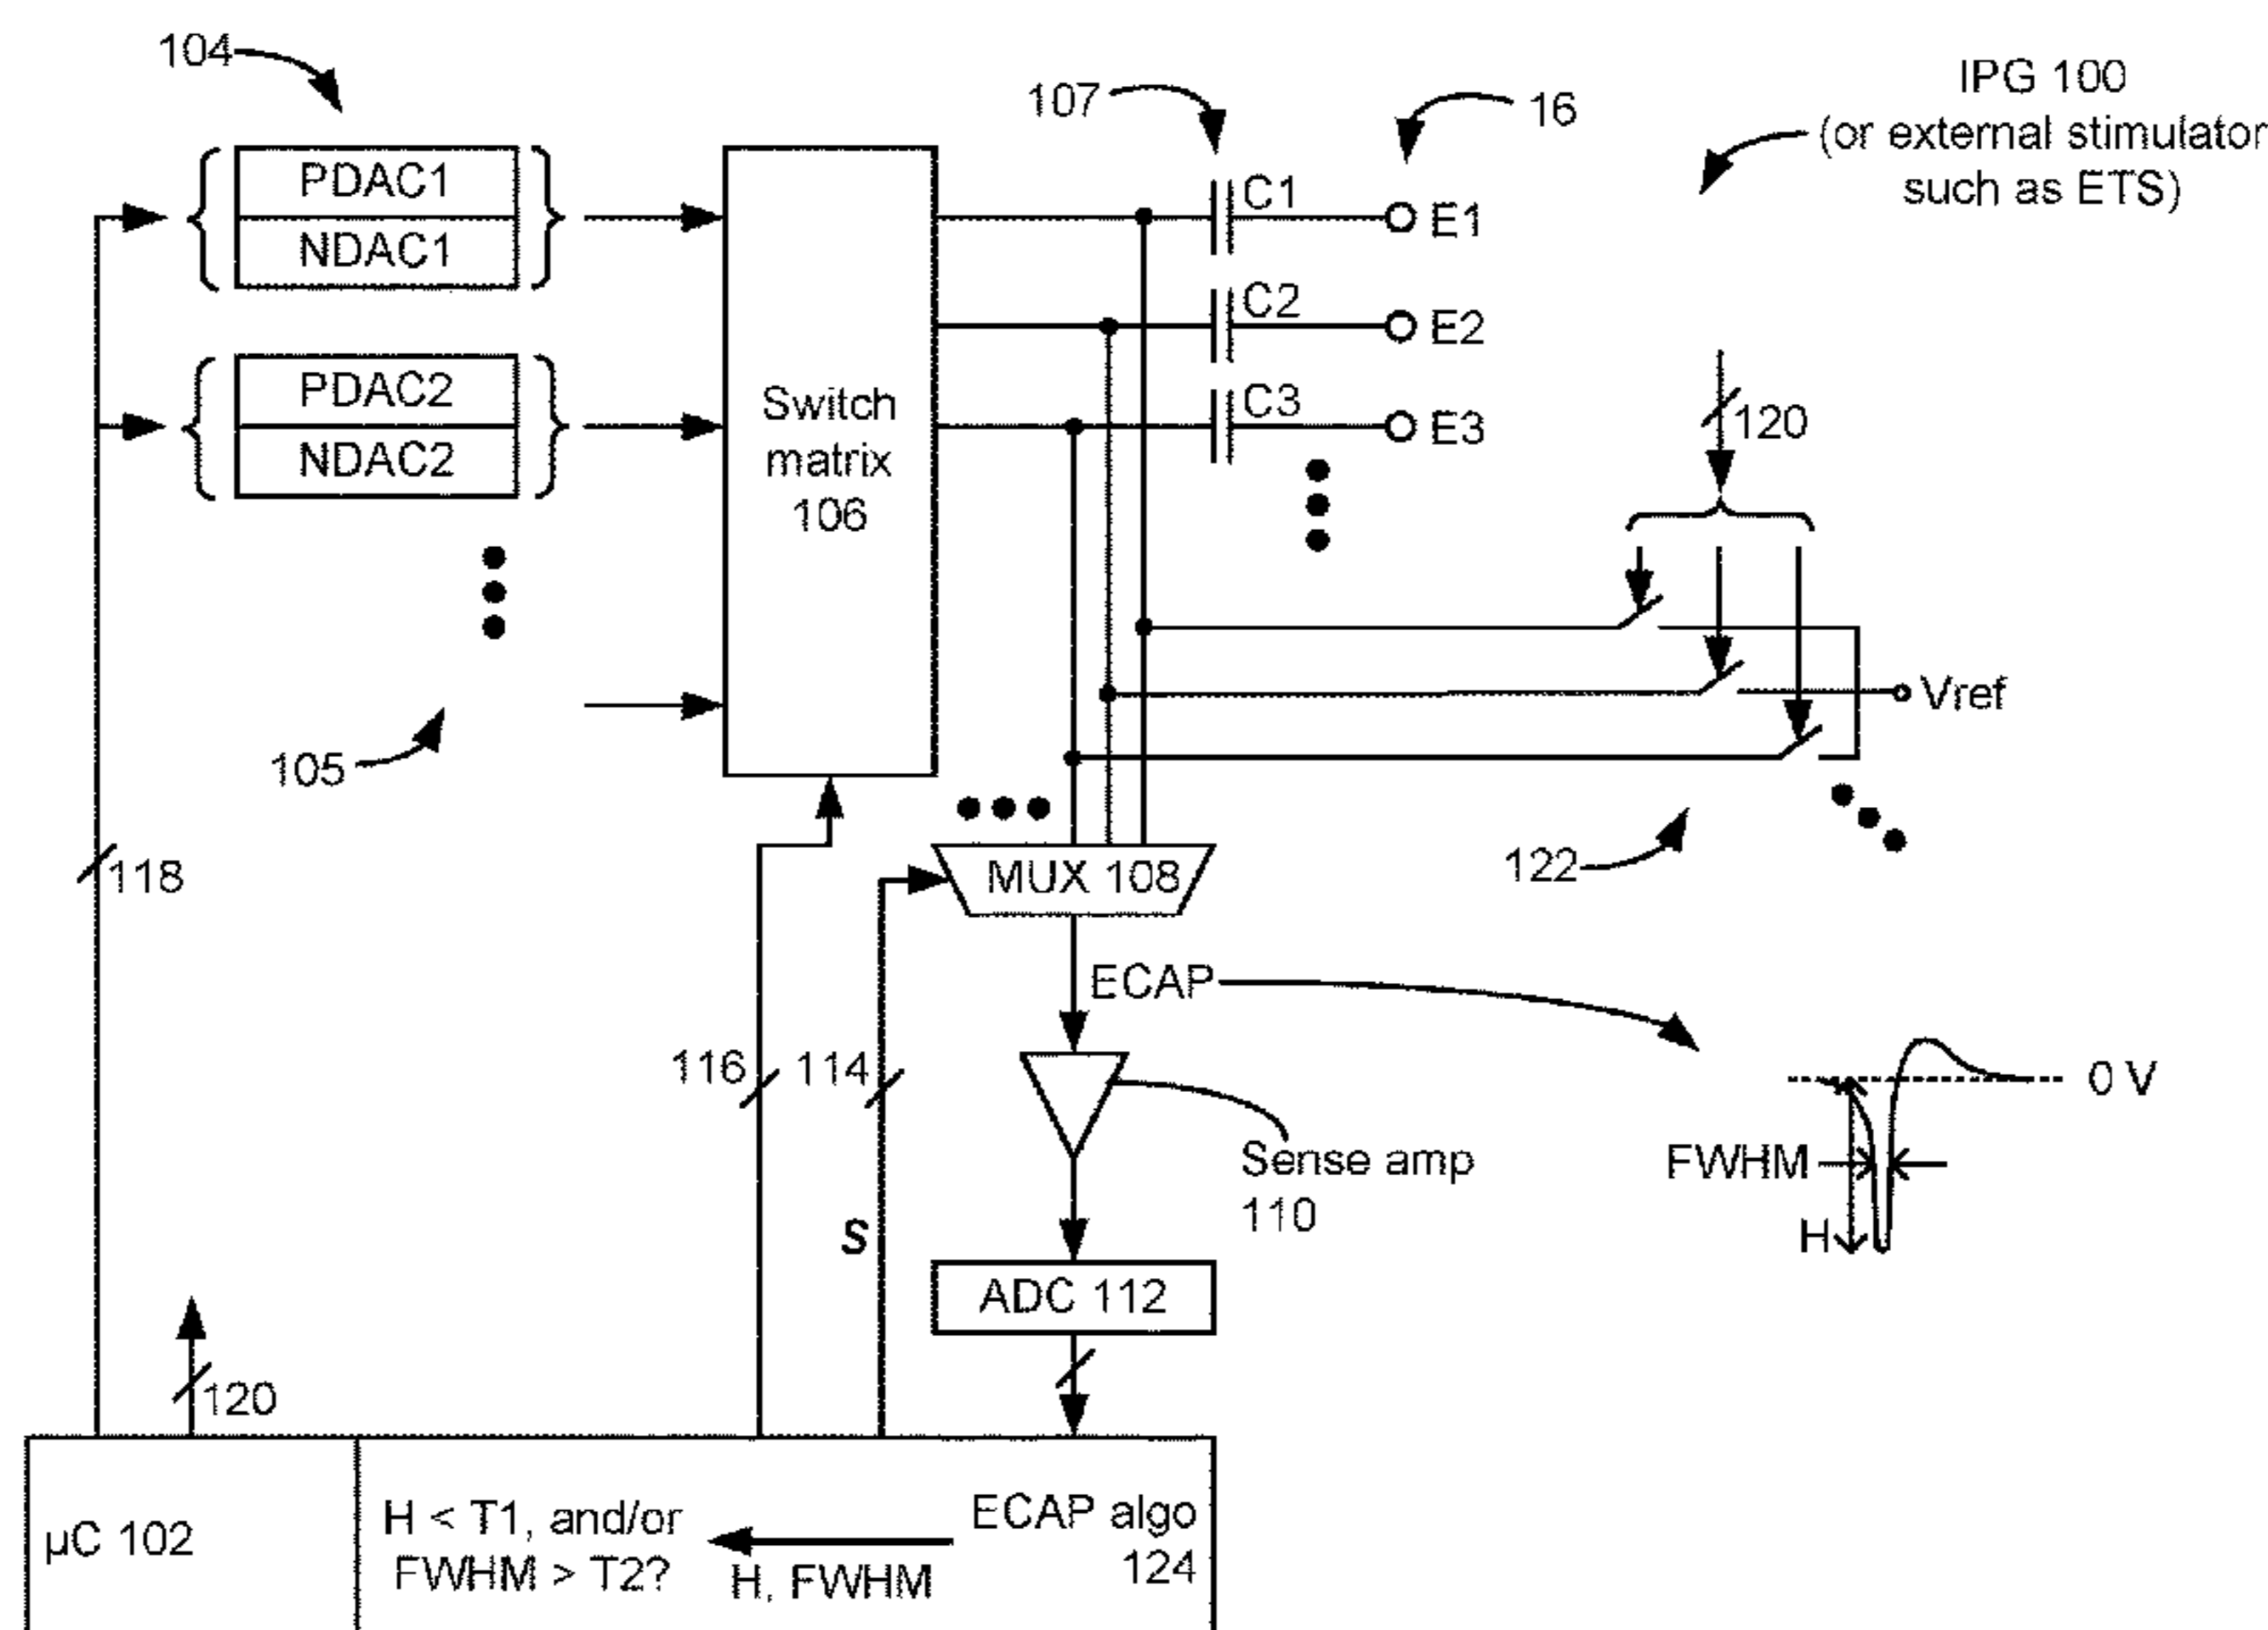 104
107
16
IPG 100
(or external stimulator
such as ETS)
PDAC1
NDAC1
C1
E1
C2
E2
PDAC2
NDAC2
C3
E3
120
Switch
matrix
106
Vref
105
118
MUX 108
122
ECAP
116
114
0 V
Sense amp
110
FWHM
H
S
ADC 112
120
µC 102
H < T1, and/or
FWHM > T2?
H, FWHM
ECAP algo
124